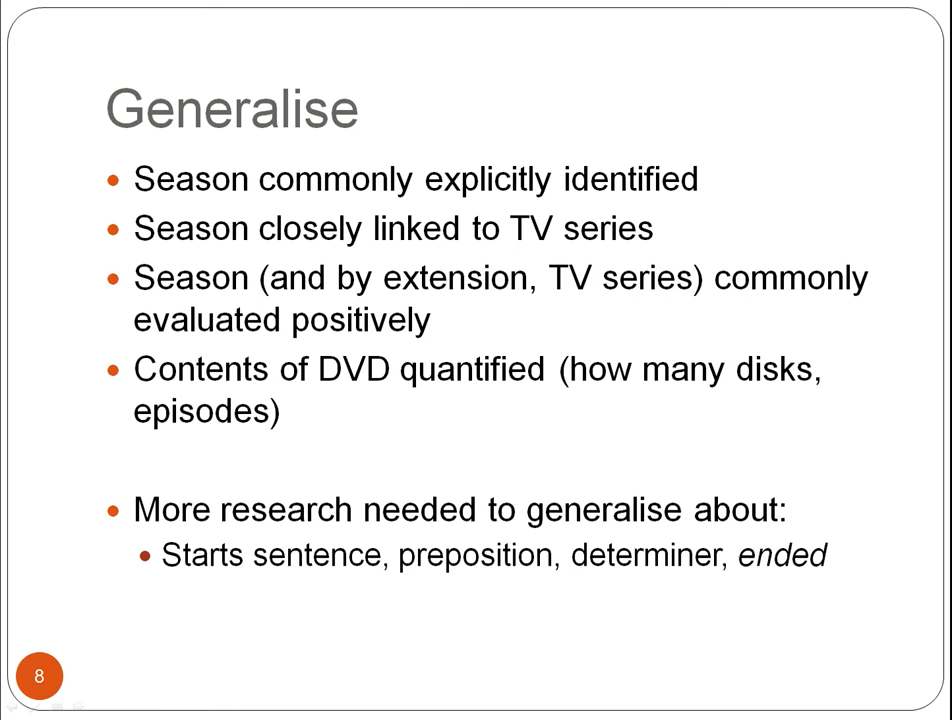 Generalise
Season commonly explicitly identified
Season closely linked to TV series
Season (and by extension, TV series) commonly
evaluated positively
Contents of DVD quantified (how many disks,
episodes)
More research needed to generalise about:
Starts sentence, preposition, determiner, ended
8